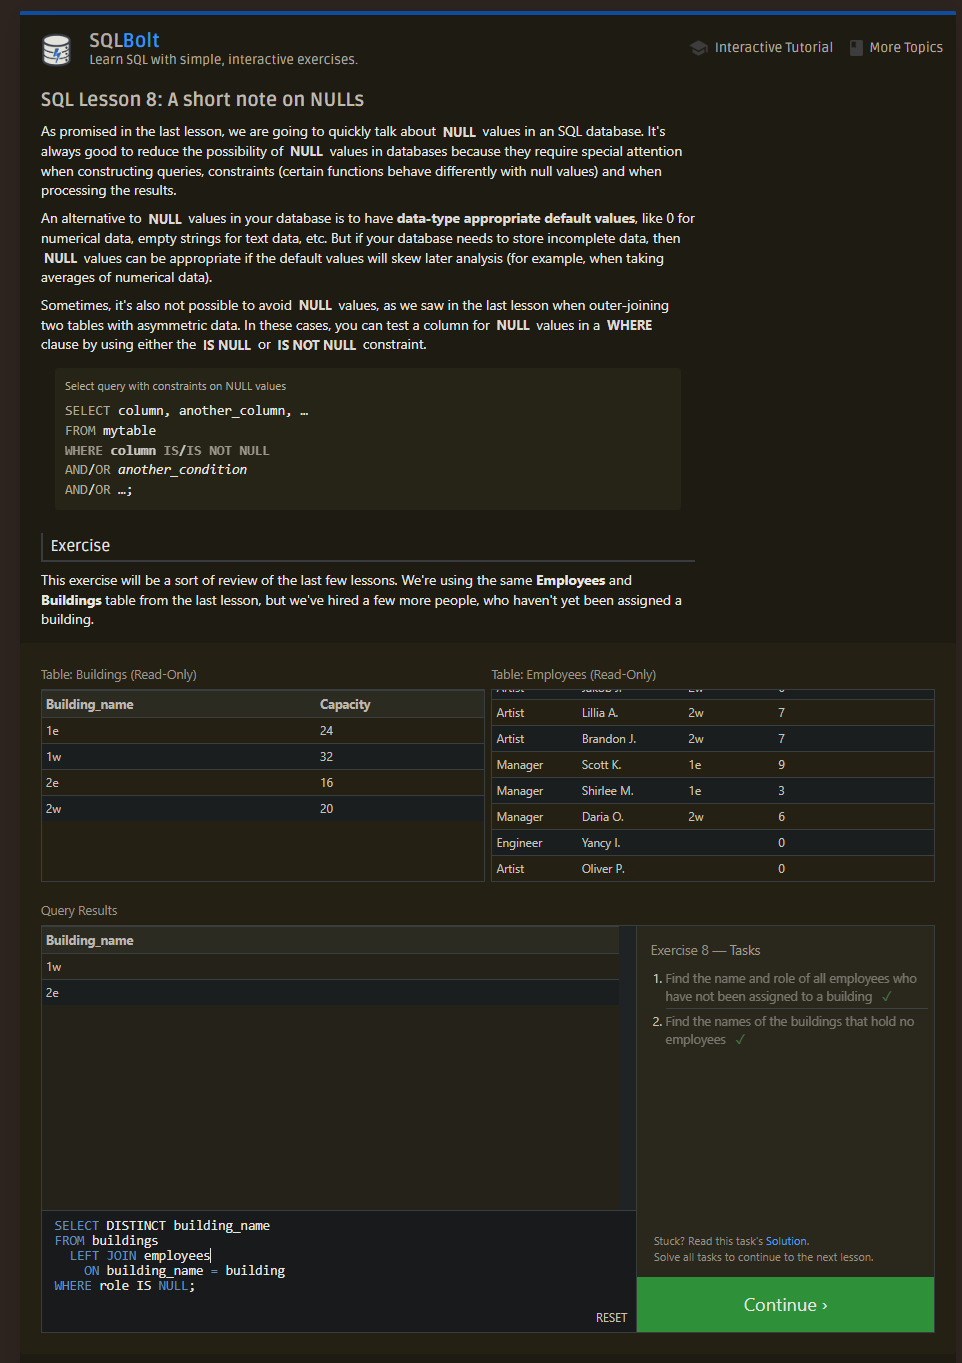 SQLBolt
Learn SQL with simple, interactive exercises.
Interactive Tutorial
More Topics
SQL Lesson 8: A short note on NULLs
As promised in the last lesson, we are going to quickly talk about NULL values in an SQL database. It's
always good to reduce the possibility of NULL values in databases because they require special attention
when constructing queries, constraints (certain functions behave differently with null values) and when
processing the results.
An alternative to NULL values in your database is to have data-type appropriate default values, like 0 for
numerical data, empty strings for text data, etc. But if your database needs to store incomplete data, then
NULL values can be appropriate if the default values will skew later analysis (for example, when taking
averages of numerical data).
Sometimes, it's also not possible to avoid NULL values, as we saw in the last lesson when outer-joining
two tables with asymmetric data. In these cases, you can test a column for NULL values in a WHERE
clause by using either the IS NULL or IS NOT NULL constraint.
Select query with constraints on NULL values
SELECT column, another_column, …
FROM mytable
WHERE column IS/IS NOT NULL
AND/OR another_condition
AND/OR …;
Exercise
This exercise will be a sort of review of the last few lessons. We're using the same Employees and
Buildings table from the last lesson, but we've hired a few more people, who haven't yet been assigned a
building.
Table: Buildings (Read-Only)
Building_name Capacity
1e 24
1w 32
2e 16
2w 20
Table: Employees (Read-Only)
Artist Lillia A. 2w 7
Artist Brandon J. 2w 7
Manager Scott K. 1e 9
Manager Shirlee M. 1e 3
Manager Daria O. 2w 6
Engineer Yancy I. 0
Artist Oliver P. 0
Query Results
Building_name
1w
2e
Exercise 8 — Tasks
1. Find the name and role of all employees who
have not been assigned to a building ✓
2. Find the names of the buildings that hold no
employees ✓
SELECT DISTINCT building_name
FROM buildings
LEFT JOIN employees
ON building_name = building
WHERE role IS NULL;
RESET
Stuck? Read this task's Solution.
Solve all tasks to continue to the next lesson.
Continue ›